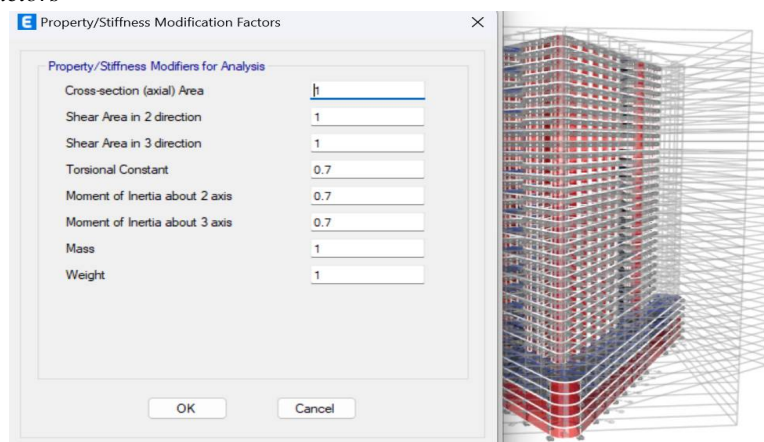 E Property/Stiffness Modification Factors
Property/Stiffness Modifiers for Analysis
Cross-section (axial) Area 1
Shear Area in 2 direction 1
Shear Area in 3 direction 1
Torsional Constant 0.7
Moment of Inertia about 2 axis 0.7
Moment of Inertia about 3 axis 0.7
Mass 1
Weight 1
OK Cancel